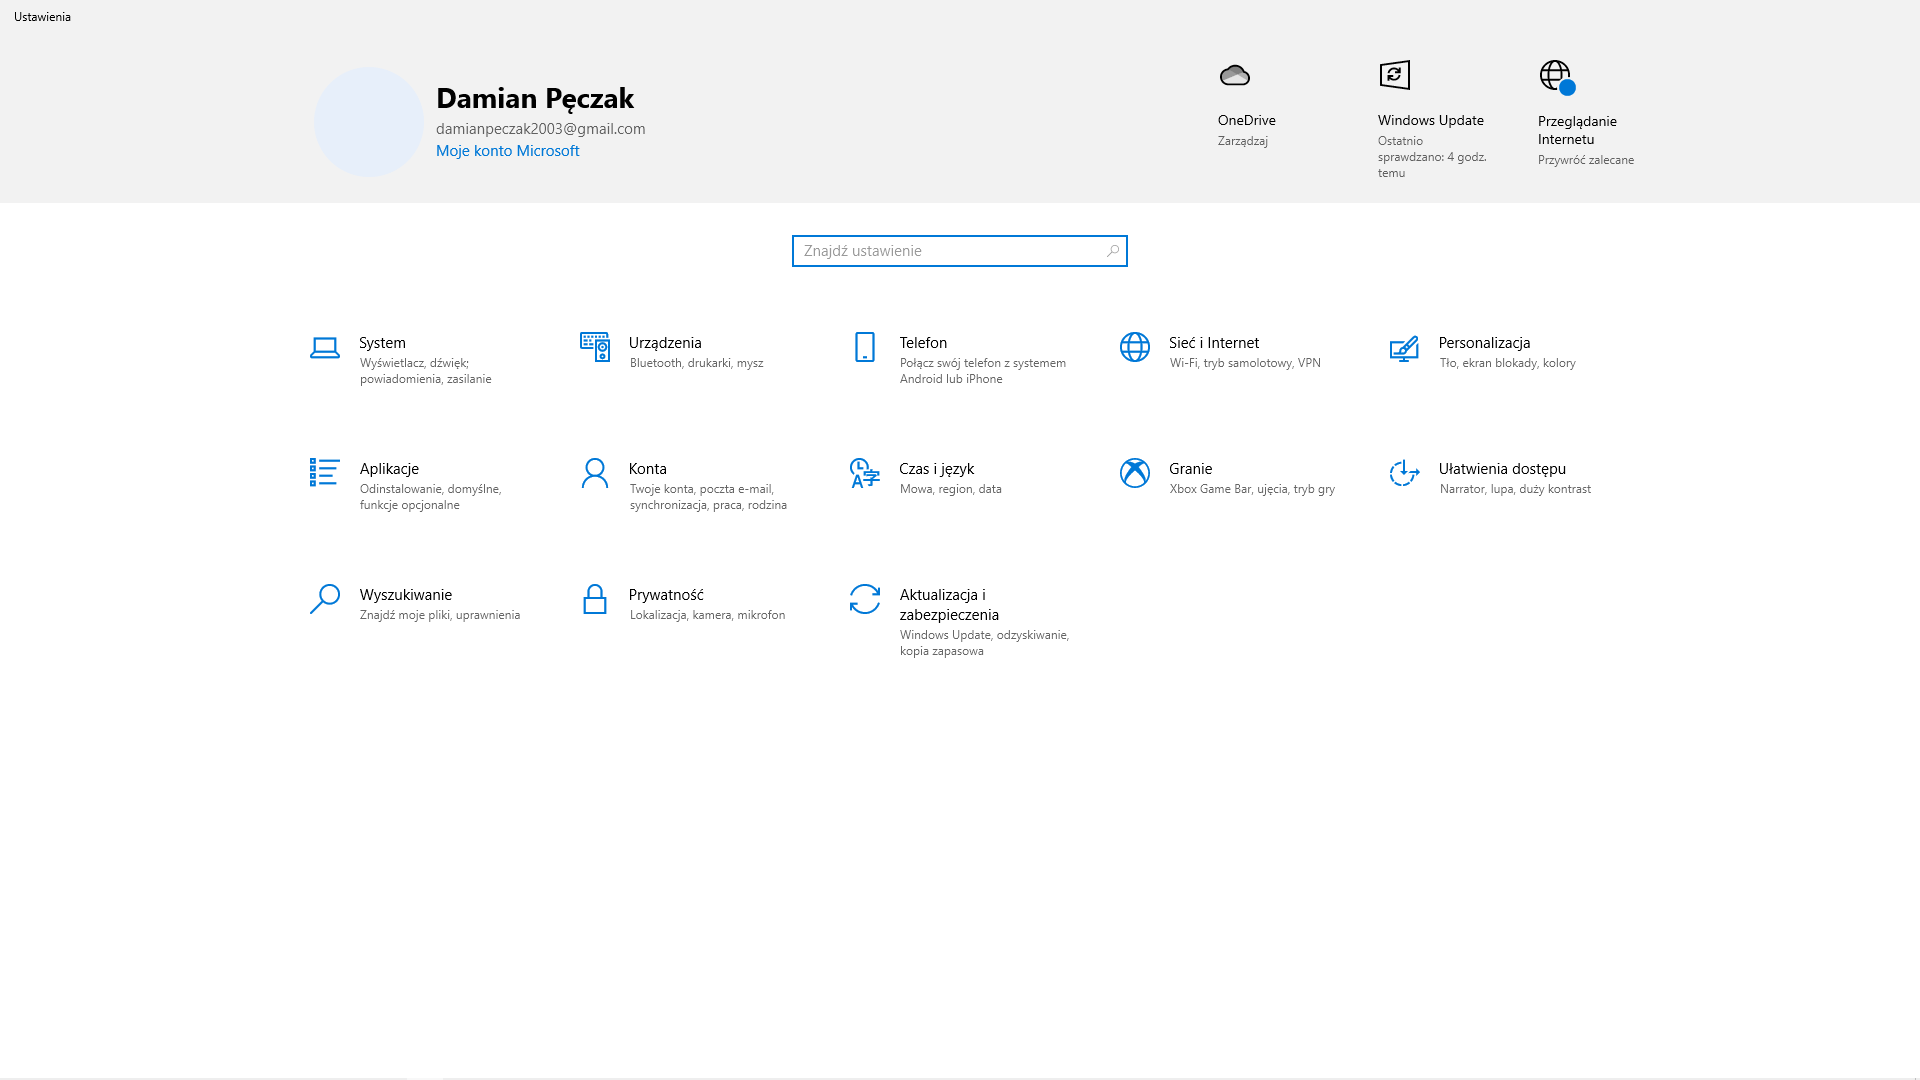 Ustawienia
Damian Pęczak
damianpeczak2003@gmail.com
Moje konto Microsoft
OneDrive
Zarządzaj
Windows Update
Ostatnio
sprawdzano: 4 godz.
temu
Przeglądanie
Internetu
Przywróć zalecane
Znajdź ustawienie
System
Wyświetlacz, dźwięk;
powiadomienia, zasilanie
Urządzenia
Bluetooth, drukarki, mysz
Telefon
Połącz swój telefon z systemem
Android lub iPhone
Sieć i Internet
Wi-Fi, tryb samolotowy, VPN
Personalizacja
Tło, ekran blokady, kolory
Aplikacje
Odinstalowanie, domyślne,
funkcje opcjonalne
Konta
Twoje konta, poczta e-mail,
synchronizacja, praca, rodzina
Czas i język
Mowa, region, data
Granie
Xbox Game Bar, ujęcia, tryb gry
Ułatwienia dostępu
Narrator, lupa, duży kontrast
Wyszukiwanie
Znajdź moje pliki, uprawnienia
Prywatność
Lokalizacja, kamera, mikrofon
Aktualizacja i
zabezpieczenia
Windows Update, odzyskiwanie,
kopia zapasowa